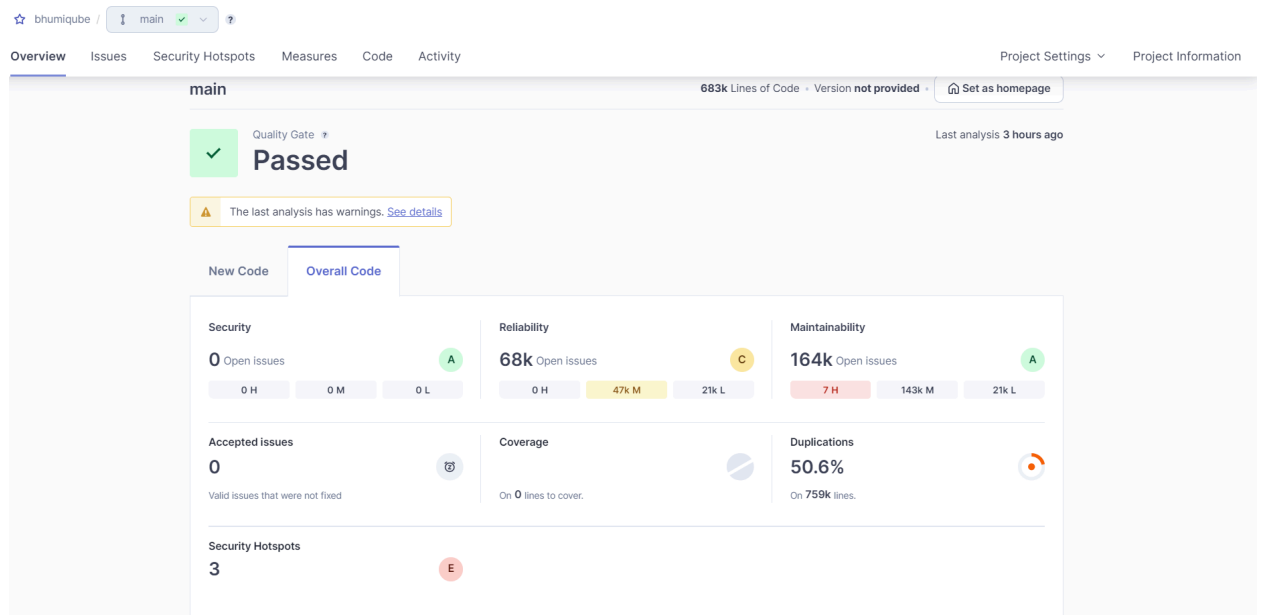 bhumiqube / main ?
Overview Issues Security Hotspots Measures Code Activity Project Settings Project Information
main 683k Lines of Code • Version not provided • Set as homepage
Quality Gate ? Last analysis 3 hours ago
Passed
The last analysis has warnings. See details
New Code Overall Code
Security Reliability Maintainability
0 Open issues A 68k Open issues C 164k Open issues A
0 H 0 M 0 L 0 H 47k M 21k L 7 H 143k M 21k L
Accepted issues Coverage Duplications
0 50.6%
Valid issues that were not fixed On 0 lines to cover. On 759k lines.
Security Hotspots
3 E